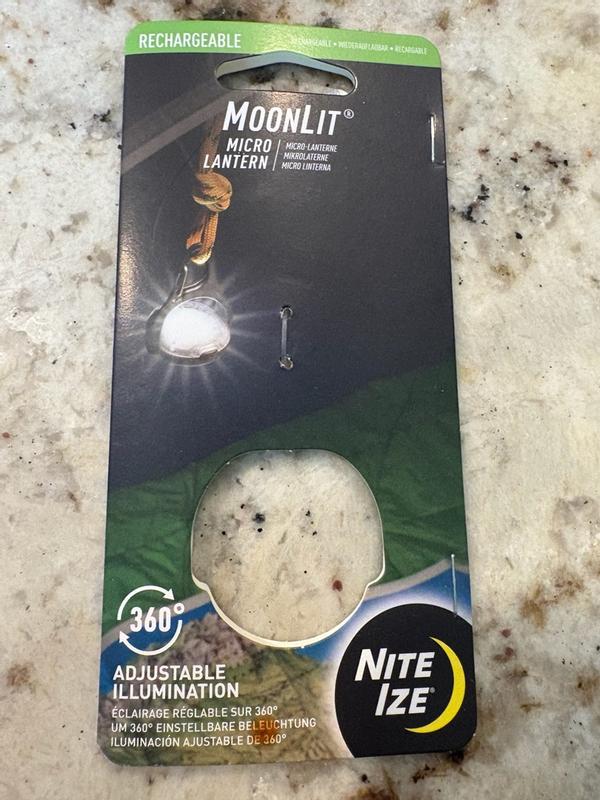 RECHARGEABLE
RECHARGEABLE • WIEDERAUFLADBAR • RECARGABLE
MOONLIT®
MICRO LANTERN
MICRO-LANTERNE
MIKROLATERNE
MICRO LINTERNA
360°
ADJUSTABLE
ILLUMINATION
ÉCLAIRAGE RÉGLABLE SUR 360°
UM 360° EINSTELLBARE BELEUCHTUNG
ILUMINACIÓN AJUSTABLE DE 360°
NITE
IZE®